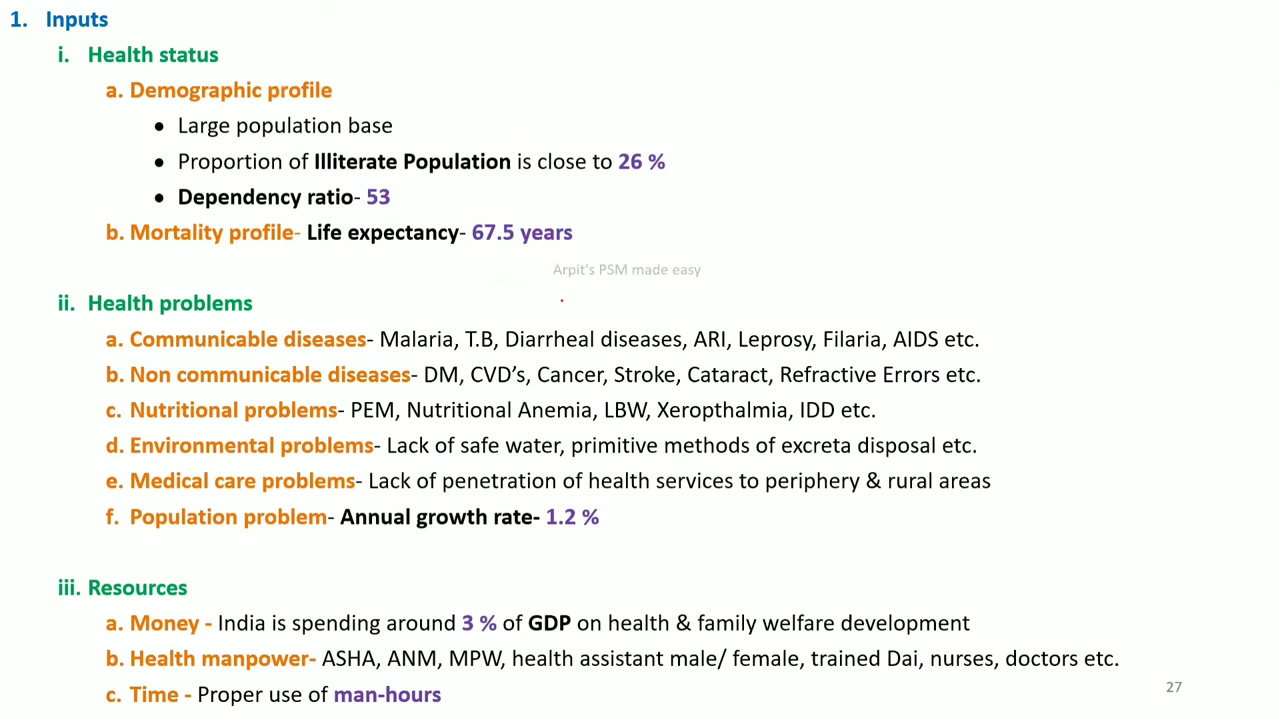 1. Inputs
i. Health status
a. Demographic profile
• Large population base
• Proportion of Illiterate Population is close to 26 %
• Dependency ratio- 53
b. Mortality profile- Life expectancy- 67.5 years
Arpit's PSM made easy
ii. Health problems
a. Communicable diseases- Malaria, T.B, Diarrheal diseases, ARI, Leprosy, Filaria, AIDS etc.
b. Non communicable diseases- DM, CVD's, Cancer, Stroke, Cataract, Refractive Errors etc.
c. Nutritional problems- PEM, Nutritional Anemia, LBW, Xeropthalmia, IDD etc.
d. Environmental problems- Lack of safe water, primitive methods of excreta disposal etc.
e. Medical care problems- Lack of penetration of health services to periphery & rural areas
f. Population problem- Annual growth rate- 1.2 %
iii. Resources
a. Money - India is spending around 3 % of GDP on health & family welfare development
b. Health manpower- ASHA, ANM, MPW, health assistant male/ female, trained Dai, nurses, doctors etc.
c. Time - Proper use of man-hours
27